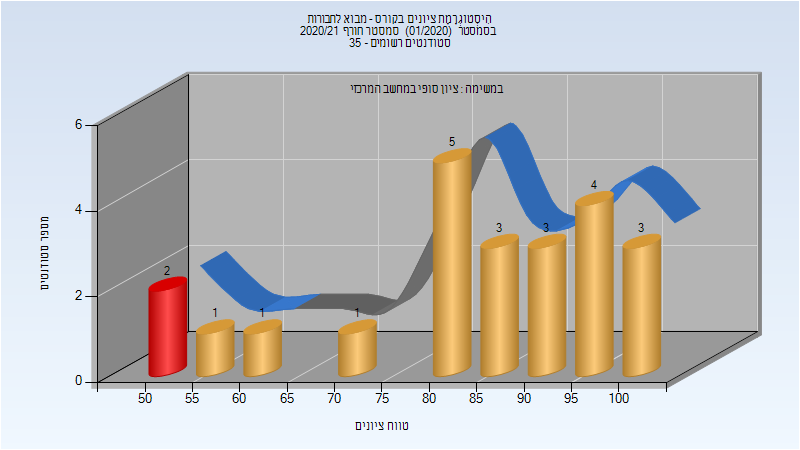 היסטוגרמת ציונים בקורס - מבוא לחבורות
בסמסטר (01/2020) סמסטר חורף 2020/21
סטודנטים רשומים - 35
במשימה : ציון סופי במחשב המרכזי
מספר סטודנטים
6
4
2
0
2
1
1
1
5
3
3
4
3
50 55 60 65 70 75 80 85 90 95 100
טווח ציונים